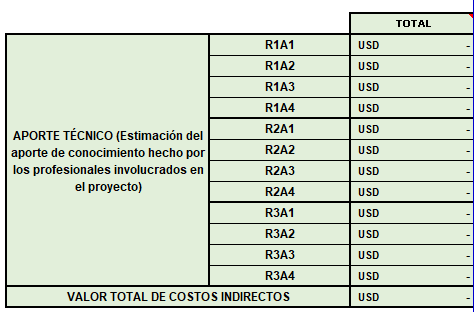 TOTAL
R1A1 USD -
R1A2 USD -
R1A3 USD -
R1A4 USD -
R2A1 USD -
APORTE TÉCNICO (Estimación del
aporte de conocimiento hecho por
los profesionales involucrados en
el proyecto)
R2A2 USD -
R2A3 USD -
R2A4 USD -
R3A1 USD -
R3A2 USD -
R3A3 USD -
R3A4 USD -
VALOR TOTAL DE COSTOS INDIRECTOS USD -